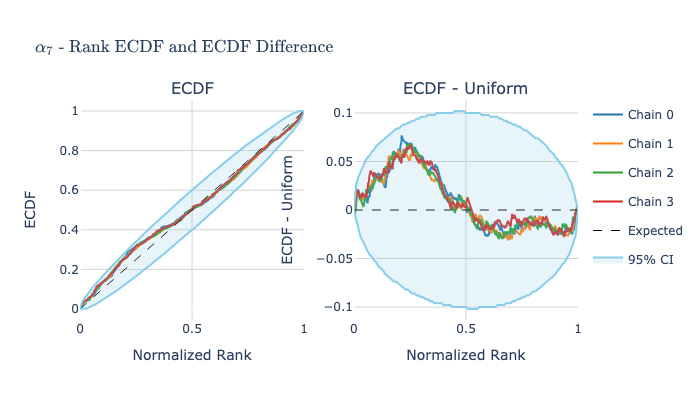 α₇ - Rank ECDF and ECDF Difference
ECDF
ECDF - Uniform
1
0.8
0.6
0.4
0.2
0
ECDF
0
0.5
1
Normalized Rank
0.1
0.05
0
−0.05
−0.1
ECDF - Uniform
0
0.5
1
Normalized Rank
Chain 0
Chain 1
Chain 2
Chain 3
Expected
95% CI